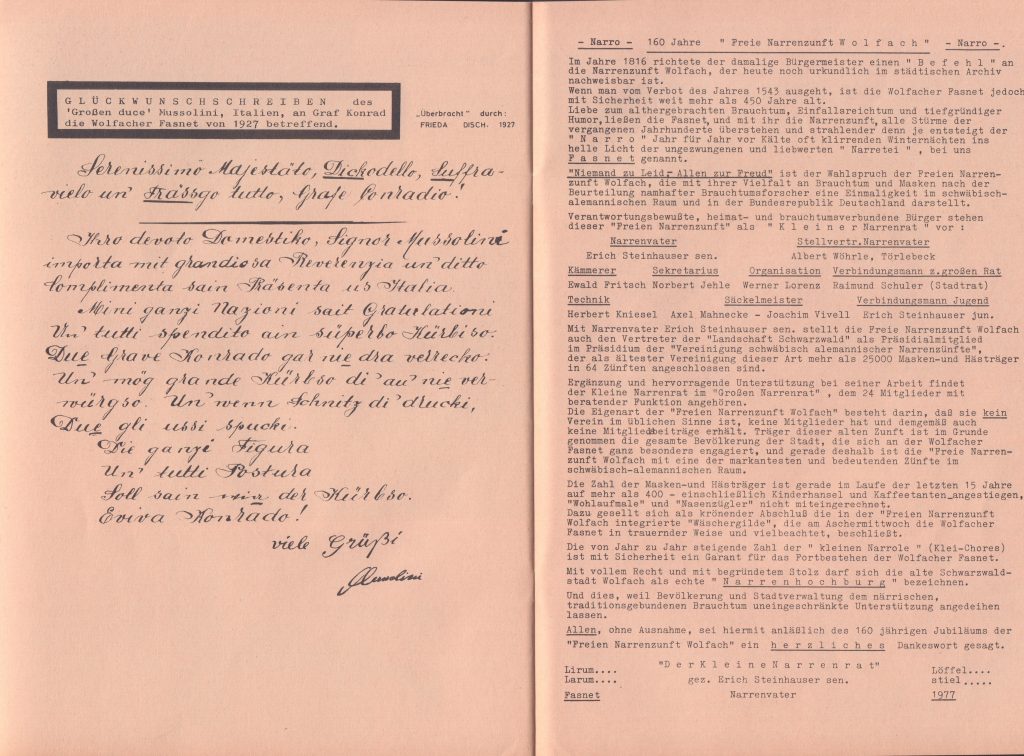 GLÜCKWUNSCHSCHREIBEN des
'Großen duce' Mussolini, Italien, an Graf Konrad
die Wolfacher Fasnet von 1927 betreffend.
„Überbracht" durch:
FRIEDA DISCH. 1927
Serenissimo Majestäto, Dickodello, Suffra-
vielo un' Frässgo tutto, Grafe Conradio!
Ihro devoto Domestiko, Signor Mussolini
importa mit grandiosa Reverenzia un' ditto
Complimenta sain Präsenta us Italia.
Mini ganzi Nazioni sait Gratulationi
Un' tutti spendito ain süperbo Kürbiso.
Due Grave Konrado gar nie dra verrecko.
Un' mög grande Kürbso di au nie ver-
würgso. Un' wenn Schnitz di drucki,
Due gli ussi spucki.
Die ganzi Figura
Un' tutti Postura
Soll sain wia der Kürbso.
Eviva Konrado!
viele Grüßi
- Narro - 160 Jahre " Freie Narrenzunft Wolfach " - Narro -.
Im Jahre 1816 richtete der damalige Bürgermeister einen " Befehl " an
die Narrenzunft Wolfach, der heute noch urkundlich im städtischen Archiv
nachweisbar ist.
Wenn man vom Verbot des Jahres 1543 ausgeht, ist die Wolfacher Fasnet jedoch
mit Sicherheit weit mehr als 450 Jahre alt.
Liebe zum althergebrachten Brauchtum, Einfallsreichtum und tiefgründiger
Humor, ließen die Fasnet, und mit ihr die Narrenzunft, alle Stürme der
vergangenen Jahrhunderte überstehen und strahlender denn je entsteigt der
" Narro " Jahr für Jahr vor Kälte oft klirrenden Winternächten ins
helle Licht der ungezwungenen und liebwerten " Narretei " , bei uns
Fasnet genannt.
"Niemand zu Leid - Allen zur Freud" ist der Wahlspruch der Freien Narren-
zunft Wolfach, die mit ihrer Vielfalt an Brauchtum und Masken nach der
Beurteilung namhafter Brauchtumsforscher eine Einmaligkeit im schwäbisch-
alemannischen Raum und in der Bundesrepublik Deutschland darstellt.
Verantwortungsbewußte, heimat- und brauchtumsverbundene Bürger stehen
dieser "Freien Narrenzunft" als " Kleiner Narrenrat " vor :
Narrenvater Stellvertr.Narrenvater
Erich Steinhauser sen. Albert Wöhrle, Törlebeck
Kämmerer Sekretarius Organisation Verbindungsmann z.großen Rat
Ewald Fritsch Norbert Jehle Werner Lorenz Raimund Schuler (Stadtrat)
Technik Säckelmeister Verbindungsmann Jugend
Herbert Kniesel Axel Mahnecke - Joachim Vivell Erich Steinhauser jun.
Mit Narrenvater Erich Steinhauser sen. stellt die Freie Narrenzunft Wolfach
auch den Vertreter der "Landschaft Schwarzwald" als Präsidialmitglied
im Präsidium der "Vereinigung schwäbisch alemannischer Narrenzünfte",
der als ältester Vereinigung dieser Art mehr als 25000 Masken-und Hästräger
in 64 Zünften angeschlossen sind.
Ergänzung und hervorragende Unterstützung bei seiner Arbeit findet
der Kleine Narrenrat im "Großen Narrenrat" , dem 24 Mitglieder mit
beratender Funktion angehören.
Die Eigenart der "Freien Narrenzunft Wolfach" besteht darin, daß sie kein
Verein im üblichen Sinne ist, keine Mitglieder hat und demgemäß auch
keine Mitgliedsbeiträge erhält. Träger dieser alten Zunft ist im Grunde
genommen die gesamte Bevölkerung der Stadt, die sich an der Wolfacher
Fasnet ganz besonders engagiert, und gerade deshalb ist die "Freie Narren-
zunft Wolfach mit eine der markantesten und bedeutenden Zünfte im
schwäbisch-alemannischen Raum.
Die Zahl der Masken-und Hästräger ist gerade im Laufe der letzten 15 Jahre
auf mehr als 400 - einschließlich Kinderhansel und Kaffeetanten angestiegen,
"Wohlaufmale" und "Nasenzügler" nicht miteingerechnet.
Dazu gesellt sich als krönender Abschluß die in der "Freien Narrenzunft
Wolfach integrierte "Wäschergilde", die am Aschermittwoch die Wolfacher
Fasnet in trauernder Weise und vielbeachtet, beschließt.
Die von Jahr zu Jahr steigende Zahl der " kleinen Narrole " (Klei-Chores)
ist mit Sicherheit ein Garant für das Fortbestehen der Wolfacher Fasnet.
Mit vollem Recht und mit begründetem Stolz darf sich die alte Schwarzwald-
stadt Wolfach als echte " Narrenhochburg " bezeichnen.
Und dies, weil Bevölkerung und Stadtverwaltung dem närrischen,
traditionsgebundenen Brauchtum uneingeschränkte Unterstützung angedeihen
lassen.
Allen, ohne Ausnahme, sei hiermit anläßlich des 160 jährigen Jubiläums der
"Freien Narrenzunft Wolfach" ein herzliches Dankeswort gesagt.
Lirum.... "Der Kleine Narrenrat" Löffel....
Larum.... gez. Erich Steinhauser sen. stiel.....
Fasnet Narrenvater 1977